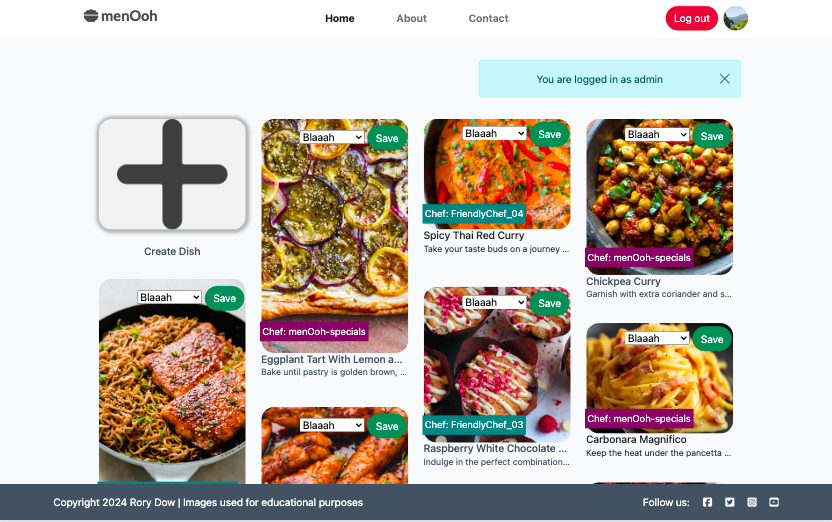 menOoh
Home
About
Contact
Log out
You are logged in as admin
Create Dish
Blaaah
Save
Blaaah
Save
Chef: menOoh-specials
Eggplant Tart With Lemon a...
Bake until pastry is golden brown, ...
Blaaah
Save
Blaaah
Save
Chef: FriendlyChef_04
Spicy Thai Red Curry
Take your taste buds on a journey ...
Blaaah
Save
Chef: FriendlyChef_03
Raspberry White Chocolate ...
Indulge in the perfect combination...
Blaaah
Save
Chef: menOoh-specials
Chickpea Curry
Garnish with extra coriander and s...
Blaaah
Save
Chef: menOoh-specials
Carbonara Magnifico
Keep the heat under the pancetta ...
Copyright 2024 Rory Dow | Images used for educational purposes
Follow us: